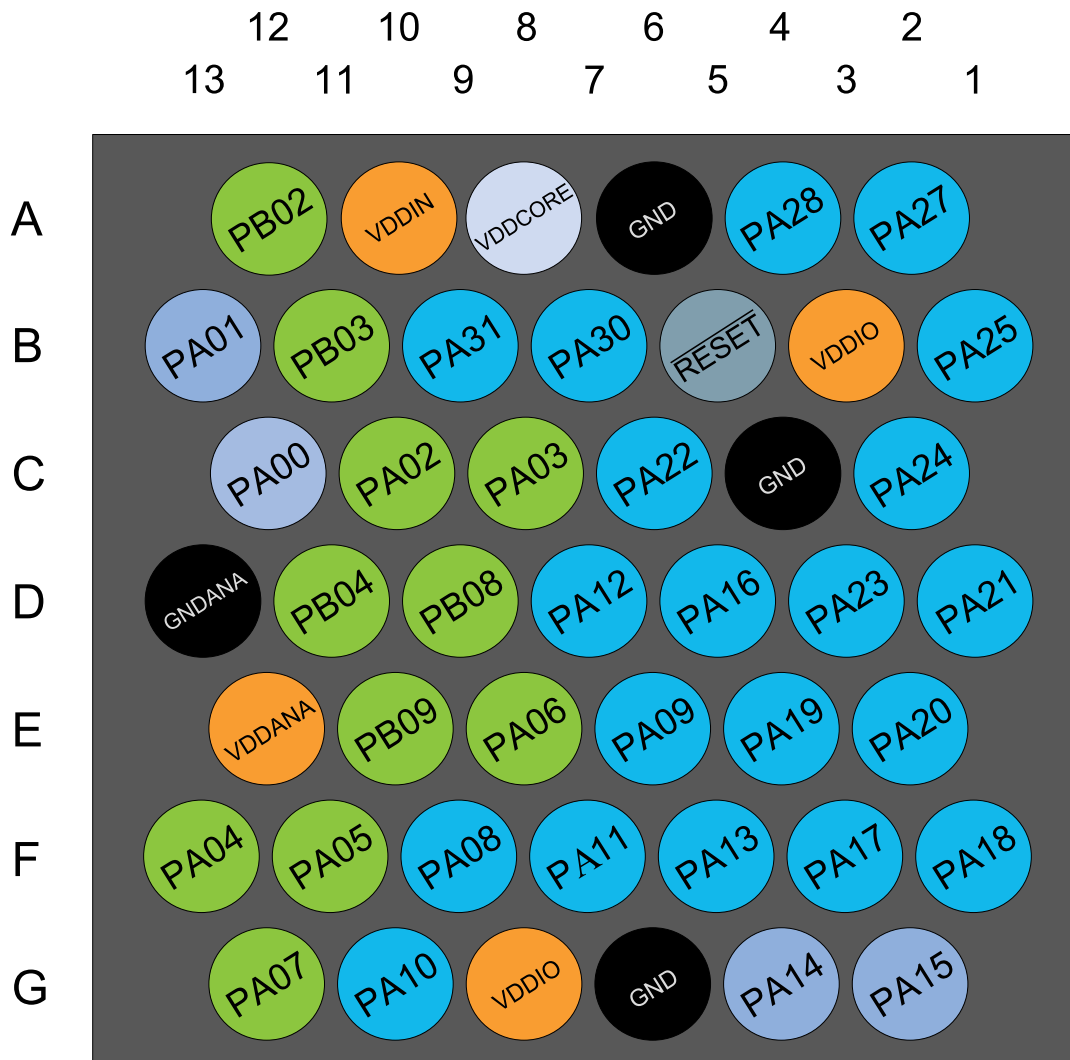 12 10 8 6 4 2
13 11 9 7 5 3 1
A PB02 VDDIN VDDCORE GND PA28 PA27
B PA01 PB03 PA31 PA30 RESET VDDIO PA25
C PA00 PA02 PA03 PA22 GND PA24
D GNDANA PB04 PB08 PA12 PA16 PA23 PA21
E VDDANA PB09 PA06 PA09 PA19 PA20
F PA04 PA05 PA08 PA11 PA13 PA17 PA18
G PA07 PA10 VDDIO GND PA14 PA15